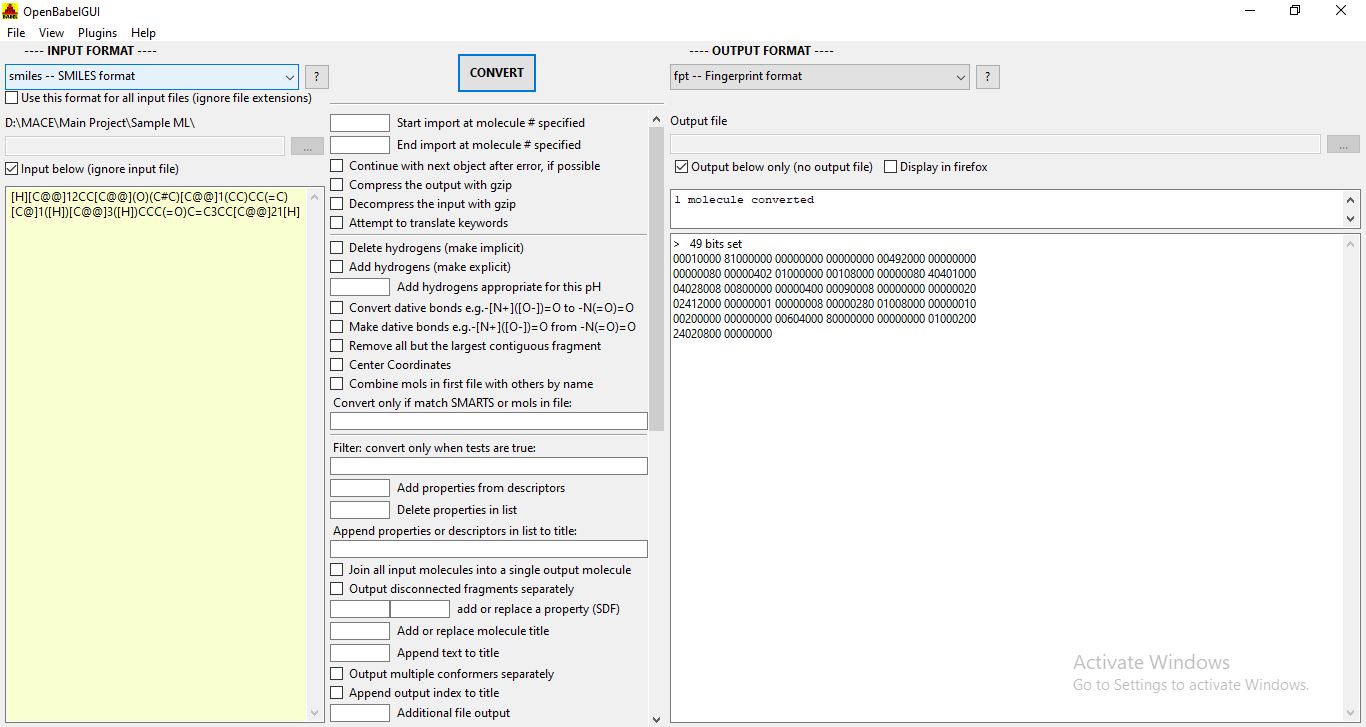 OpenBabelGUI
File View Plugins Help
---- INPUT FORMAT ----
smiles -- SMILES format
?
Use this format for all input files (ignore file extensions)
D:\MACE\Main Project\Sample ML\
...
Input below (ignore input file)
[H][C@@]12CC[C@@](O)(C#C)[C@@]1(CC)CC(=C)
[C@]1([H])[C@@]3([H])CCC(=O)C=C3CC[C@@]21[H]
CONVERT
Start import at molecule # specified
End import at molecule # specified
Continue with next object after error, if possible
Compress the output with gzip
Decompress the input with gzip
Attempt to translate keywords
Delete hydrogens (make implicit)
Add hydrogens (make explicit)
Add hydrogens appropriate for this pH
Convert dative bonds e.g.-[N+]([O-])=O to -N(=O)=O
Make dative bonds e.g.-[N+]([O-])=O from -N(=O)=O
Remove all but the largest contiguous fragment
Center Coordinates
Combine mols in first file with others by name
Convert only if match SMARTS or mols in file:
Filter: convert only when tests are true:
Add properties from descriptors
Delete properties in list
Append properties or descriptors in list to title:
Join all input molecules into a single output molecule
Output disconnected fragments separately
add or replace a property (SDF)
Add or replace molecule title
Append text to title
Output multiple conformers separately
Append output index to title
Additional file output
---- OUTPUT FORMAT ----
fpt -- Fingerprint format
?
Output file
...
Output below only (no output file) Display in firefox
1 molecule converted
> 49 bits set
00010000 81000000 00000000 00000000 00492000 00000000
00000080 00000402 01000000 00108000 00000080 40401000
04028008 00800000 00000400 00090008 00000000 00000020
02412000 00000001 00000008 00000280 01008000 00000010
00200000 00000000 00604000 80000000 00000000 01000200
24020800 00000000
Activate Windows
Go to Settings to activate Windows.